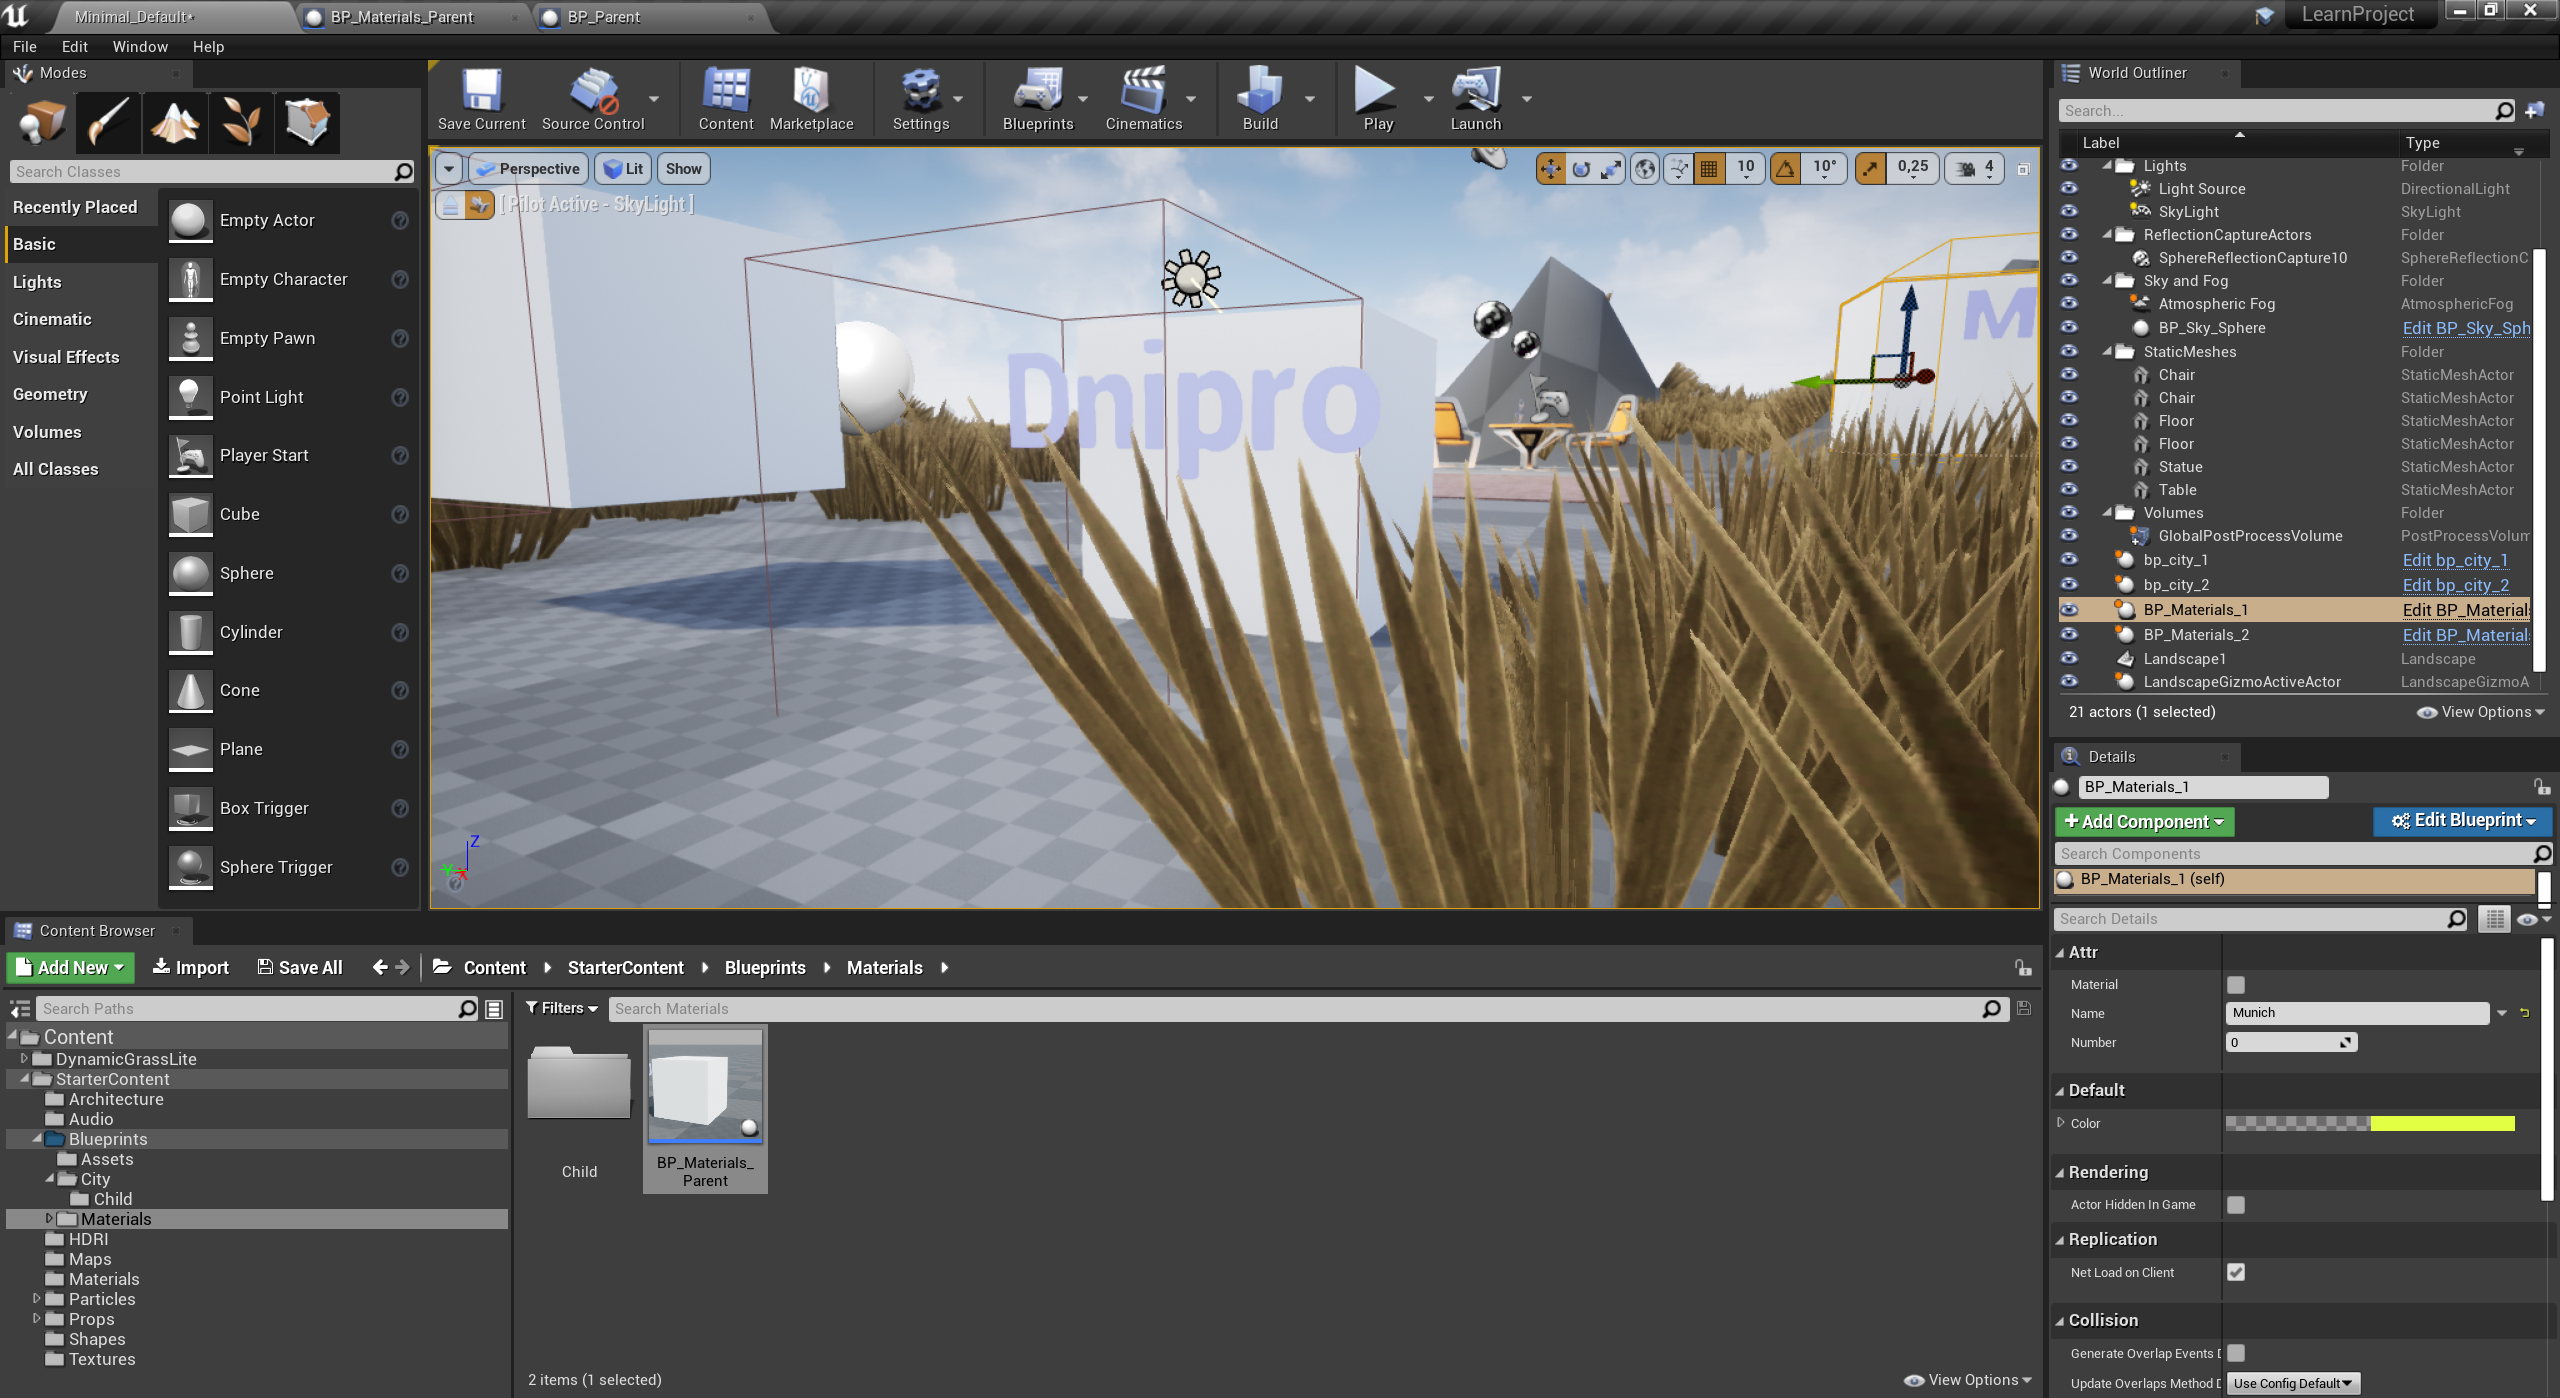 Minimal_Default*
BP_Materials_Parent
BP_Parent
LearnProject
File Edit Window Help
Modes
Search Classes
Recently Placed
Basic
Lights
Cinematic
Visual Effects
Geometry
Volumes
All Classes
Empty Actor
Empty Character
Empty Pawn
Point Light
Player Start
Cube
Sphere
Cylinder
Cone
Plane
Box Trigger
Sphere Trigger
Save Current
Source Control
Content
Marketplace
Settings
Blueprints
Cinematics
Build
Play
Launch
Perspective
Lit
Show
10
10°
0,25
4
[ Pilot Active - SkyLight ]
Dnipro
M
Z
Y
X
World Outliner
Search...
Label Type
Lights Folder
Light Source DirectionalLight
SkyLight SkyLight
ReflectionCaptureActors Folder
SphereReflectionCapture10 SphereReflectionC
Sky and Fog Folder
Atmospheric Fog AtmosphericFog
BP_Sky_Sphere Edit BP_Sky_Sph
StaticMeshes Folder
Chair StaticMeshActor
Chair StaticMeshActor
Floor StaticMeshActor
Floor StaticMeshActor
Statue StaticMeshActor
Table StaticMeshActor
Volumes Folder
GlobalPostProcessVolume PostProcessVolum
bp_city_1 Edit bp_city_1
bp_city_2 Edit bp_city_2
BP_Materials_1 Edit BP_Materials
BP_Materials_2 Edit BP_Materials
Landscape1 Landscape
LandscapeGizmoActiveActor LandscapeGizmoA
21 actors (1 selected) View Options
Details
BP_Materials_1
Add Component
Edit Blueprint
Search Components
BP_Materials_1 (self)
Search Details
Attr
Material
Name Munich
Number 0
Default
Color
Rendering
Actor Hidden In Game
Replication
Net Load on Client
Collision
Generate Overlap Events D
Update Overlaps Method D Use Config Default
Content Browser
Add New Import Save All Content StarterContent Blueprints Materials
Search Paths
Content
DynamicGrassLite
StarterContent
Architecture
Audio
Blueprints
Assets
City
Child
Materials
HDRI
Maps
Materials
Particles
Props
Shapes
Textures
Filters
Search Materials
Child
BP_Materials_
Parent
2 items (1 selected)
View Options